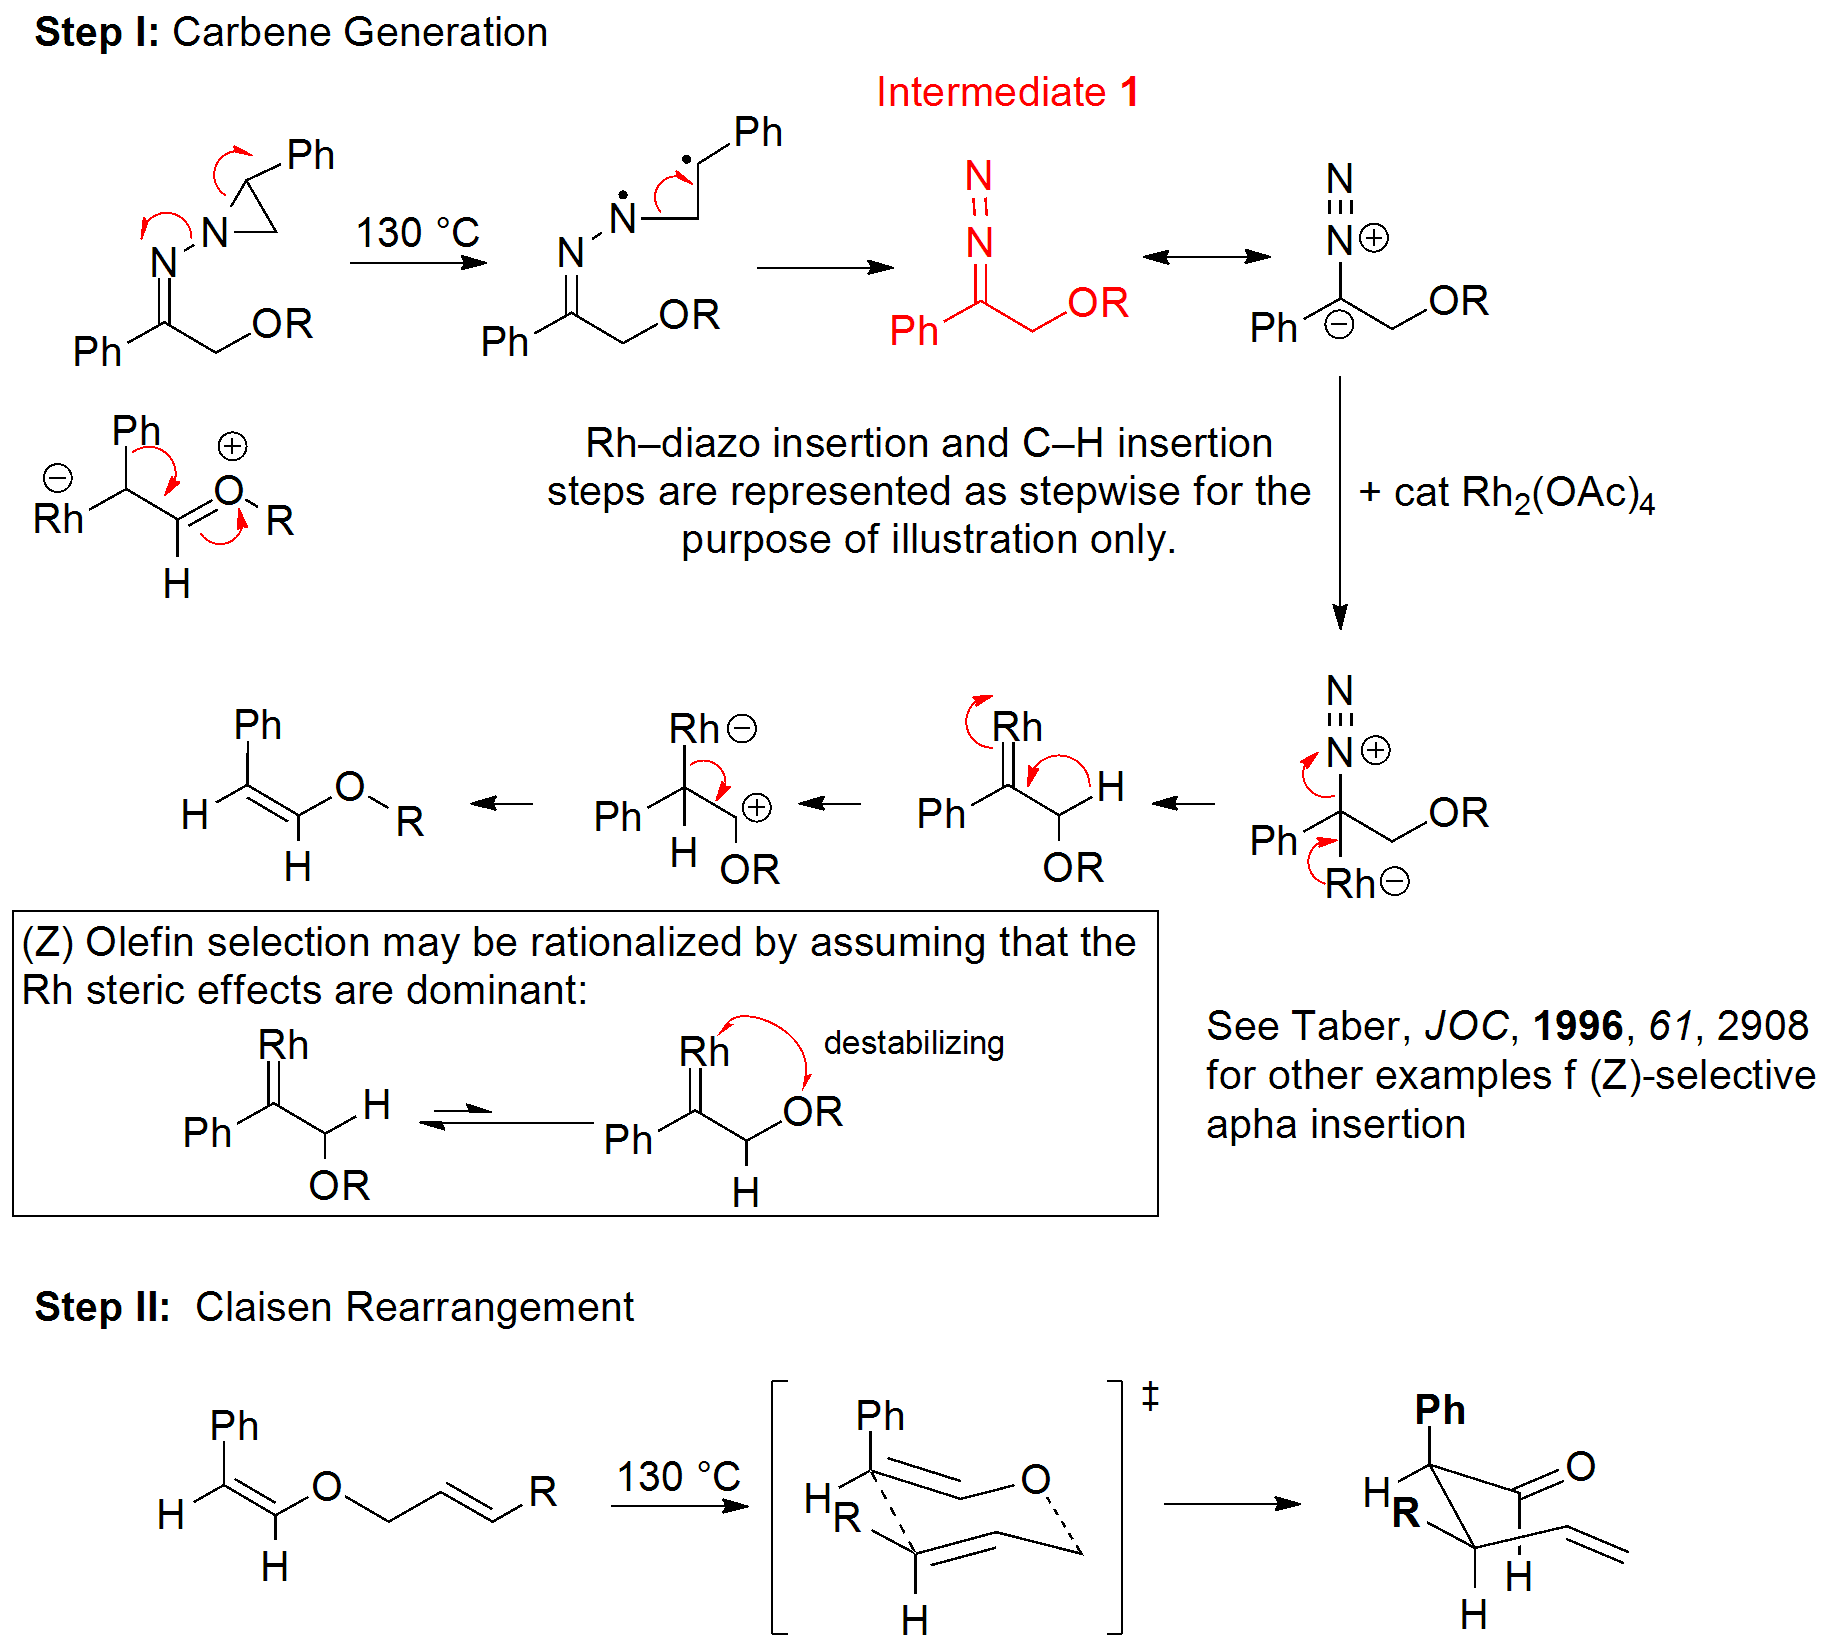 Step I: Carbene Generation
Intermediate 1
Ph
N
N
Ph
OR
130 °C
Ph
N
N
Ph
OR
N
N
Ph
OR
N
N
Ph
OR
Ph
Rh
O
R
H
Rh–diazo insertion and C–H insertion
steps are represented as stepwise for the
purpose of illustration only.
+ cat Rh2(OAc)4
Ph
H
O
R
H
Rh
Ph
H
OR
Rh
Ph
H
OR
N
N
Ph
OR
Rh
(Z) Olefin selection may be rationalized by assuming that the
Rh steric effects are dominant:
Rh
Ph
H
OR
Rh
Ph
OR
H
destabilizing
See Taber, JOC, 1996, 61, 2908
for other examples f (Z)-selective
apha insertion
Step II: Claisen Rearrangement
Ph
H
O
H
R
130 °C
Ph
H
R
O
H
‡
Ph
H
R
O
H
H